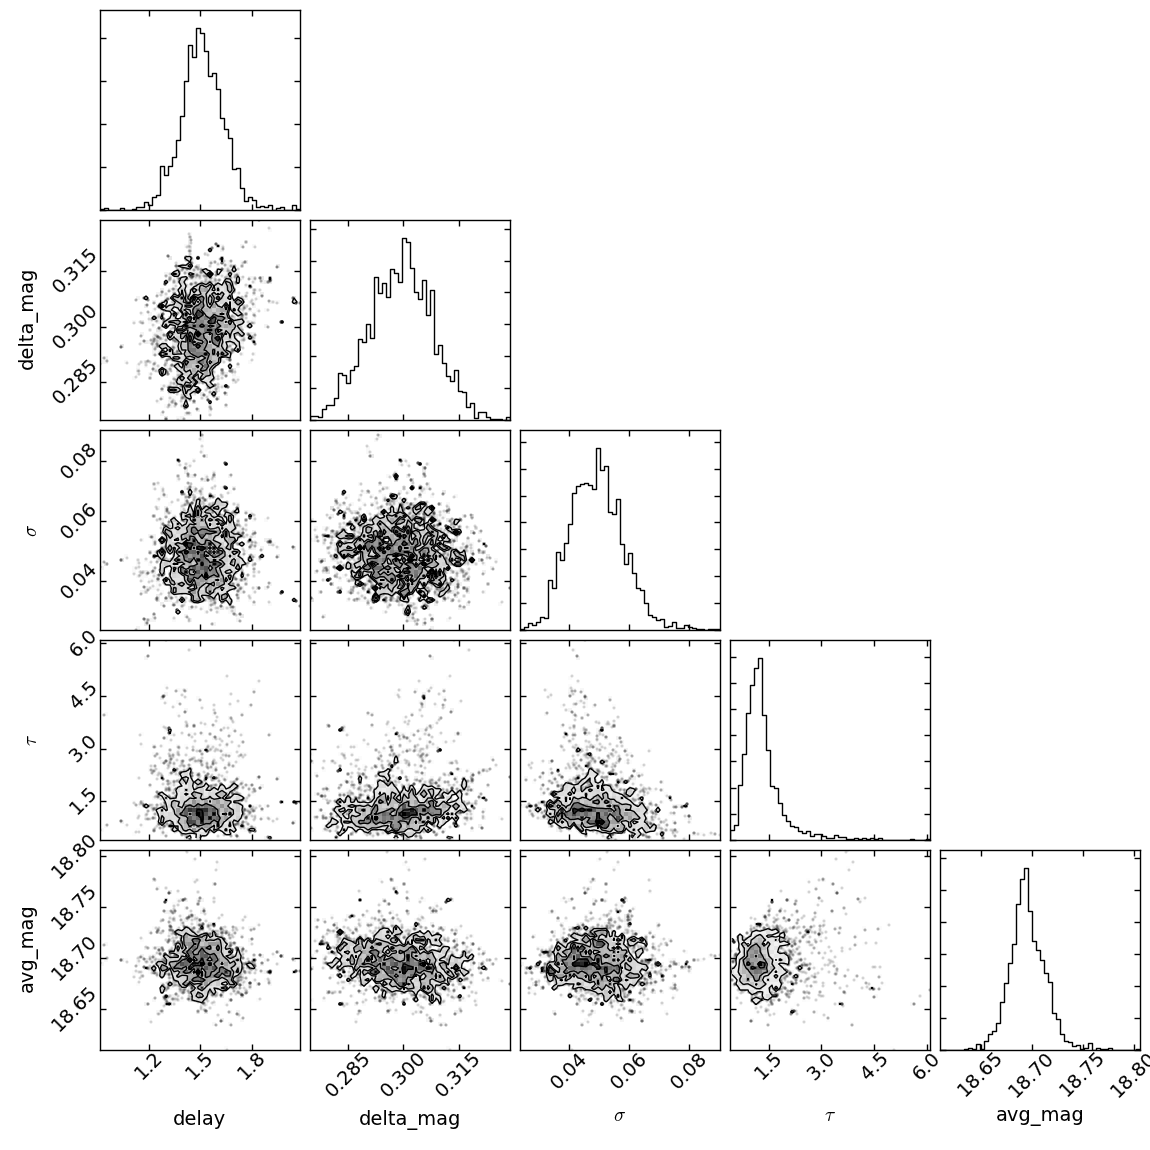 delta_mag
0.315
0.300
0.285
σ
0.08
0.06
0.04
τ
6.0
4.5
3.0
1.5
avg_mag
18.80
18.75
18.70
18.65
1.2 1.5 1.8
0.285 0.300 0.315
0.04 0.06 0.08
1.5 3.0 4.5 6.0
18.65 18.70 18.75 18.80
delay delta_mag σ τ avg_mag